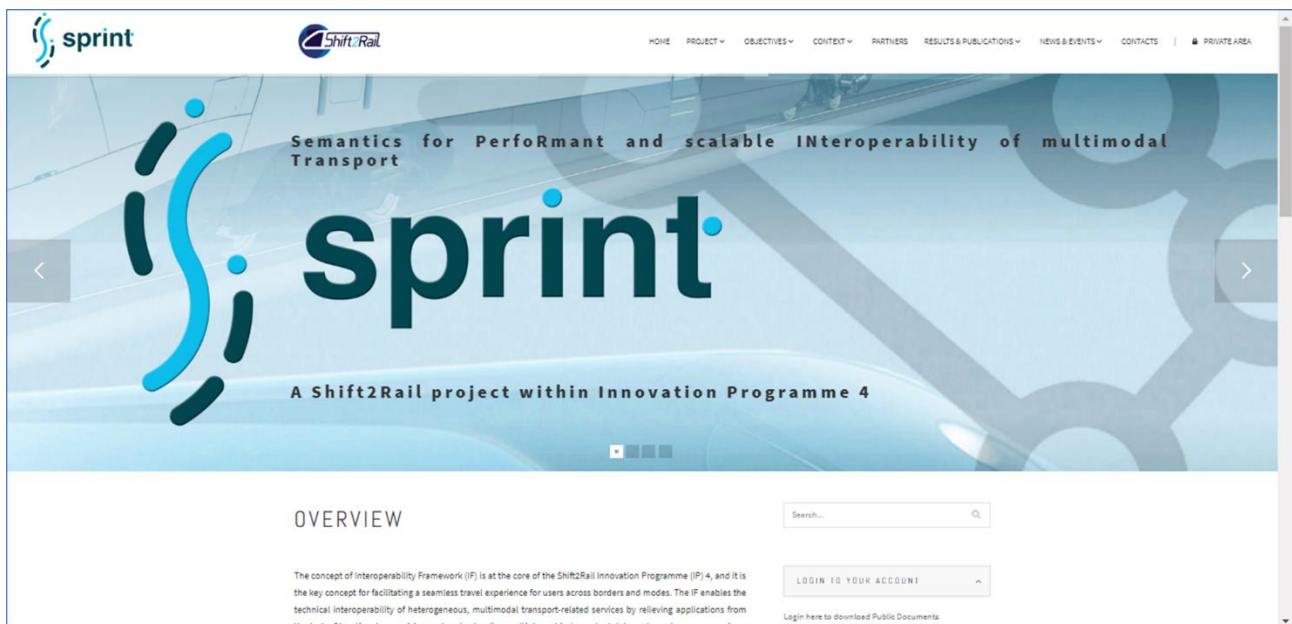 sprint
Shift2Rail
HOME PROJECT OBJECTIVES CONTEXT PARTNERS RESULTS & PUBLICATIONS NEWS & EVENTS CONTACTS | PRIVATE AREA
Semantics for PerfoRmant and scalable INteroperability of multimodal
Transport
sprint
A Shift2Rail project within Innovation Programme 4
OVERVIEW
Search...
The concept of Interoperability Framework (IF) is at the core of the Shift2Rail Innovation Programme (IP) 4, and it is
the key concept for facilitating a seamless travel experience for users across borders and modes. The IF enables the
technical interoperability of heterogeneous, multimodal transport-related services by relieving applications from
LOGIN TO YOUR ACCOUNT
Login here to download Public Documents